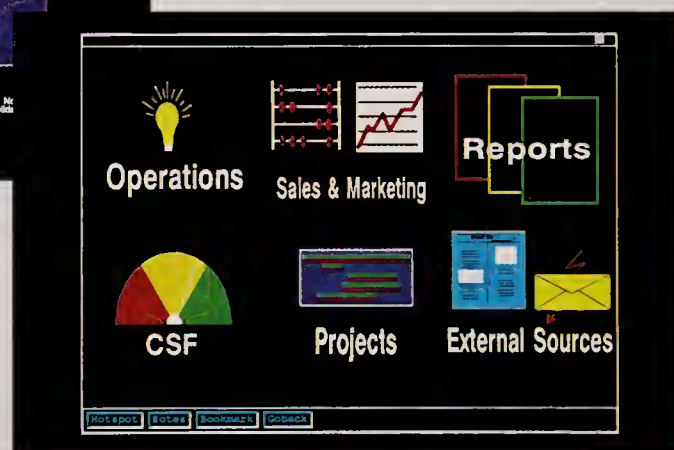 Operations
Sales & Marketing
Reports
CSF
Projects
External Sources
Hotspot Notes Bookmark Goback